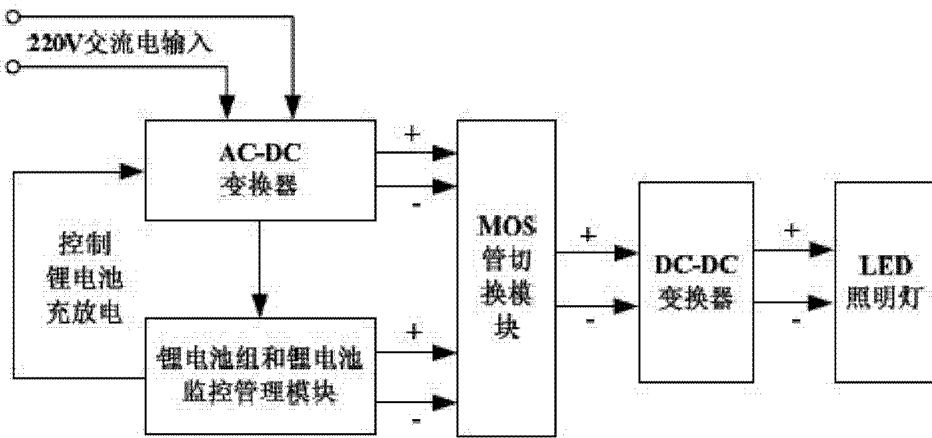 220V交流电输入
AC-DC
变换器
+
-
控制
锂电池
充放电
锂电池组和锂电池
监控管理模块
+
-
MOS
管切
换模
块
+
-
DC-DC
变换器
+
-
LED
照明灯